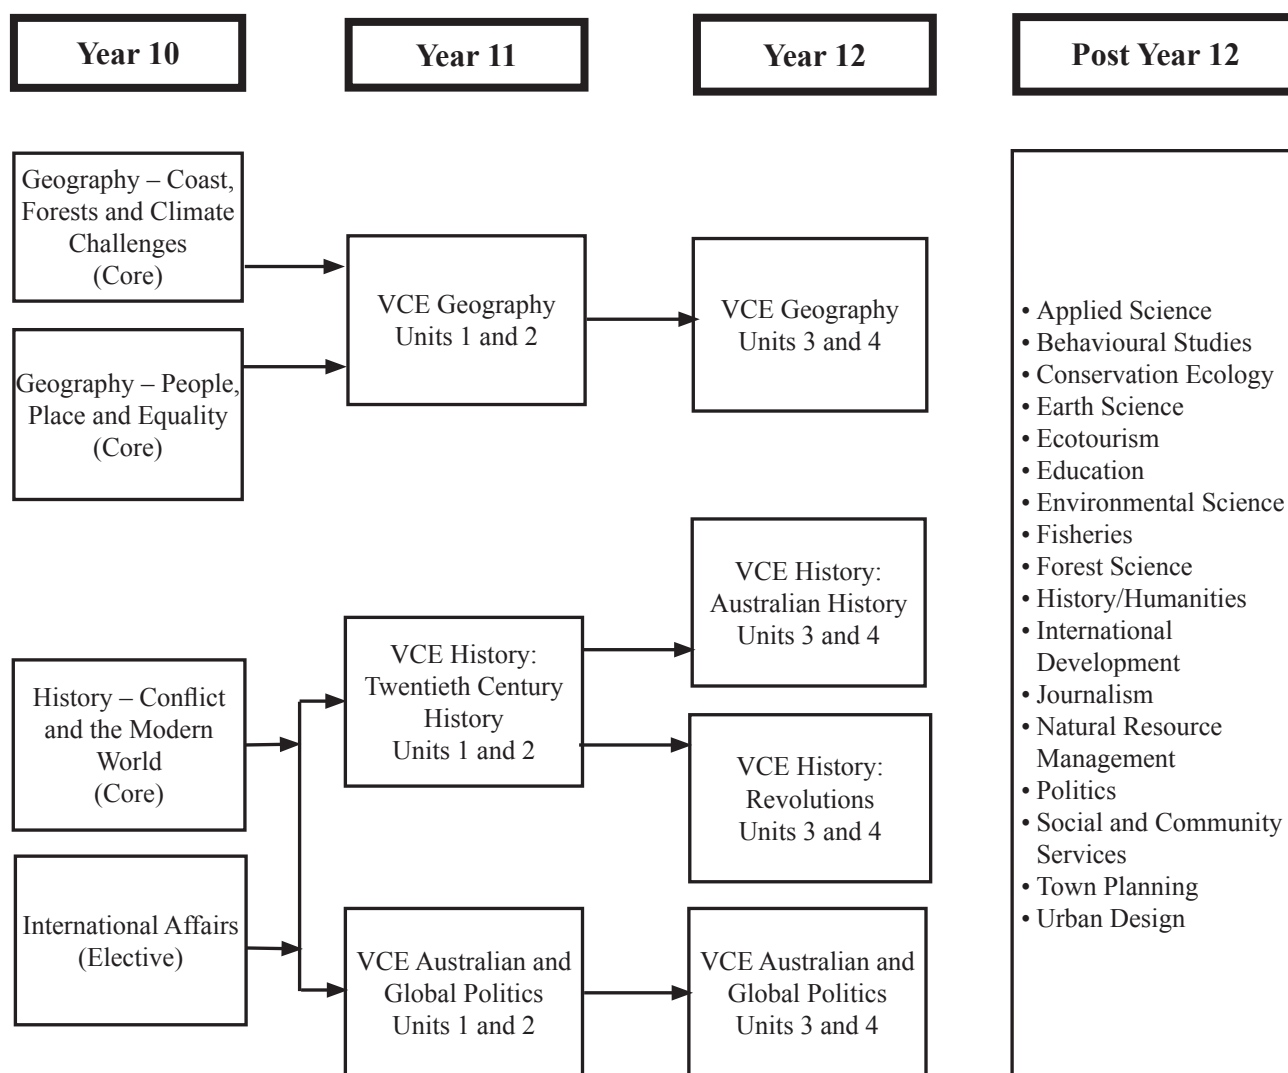 Year 10
Year 11
Year 12
Post Year 12
Geography – Coast,
Forests and Climate
Challenges
(Core)
Geography – People,
Place and Equality
(Core)
VCE Geography
Units 1 and 2
VCE Geography
Units 3 and 4
History – Conflict
and the Modern
World
(Core)
International Affairs
(Elective)
VCE History:
Twentieth Century
History
Units 1 and 2
VCE Australian and
Global Politics
Units 1 and 2
VCE History:
Australian History
Units 3 and 4
VCE History:
Revolutions
Units 3 and 4
VCE Australian and
Global Politics
Units 3 and 4
• Applied Science
• Behavioural Studies
• Conservation Ecology
• Earth Science
• Ecotourism
• Education
• Environmental Science
• Fisheries
• Forest Science
• History/Humanities
• International
Development
• Journalism
• Natural Resource
Management
• Politics
• Social and Community
Services
• Town Planning
• Urban Design